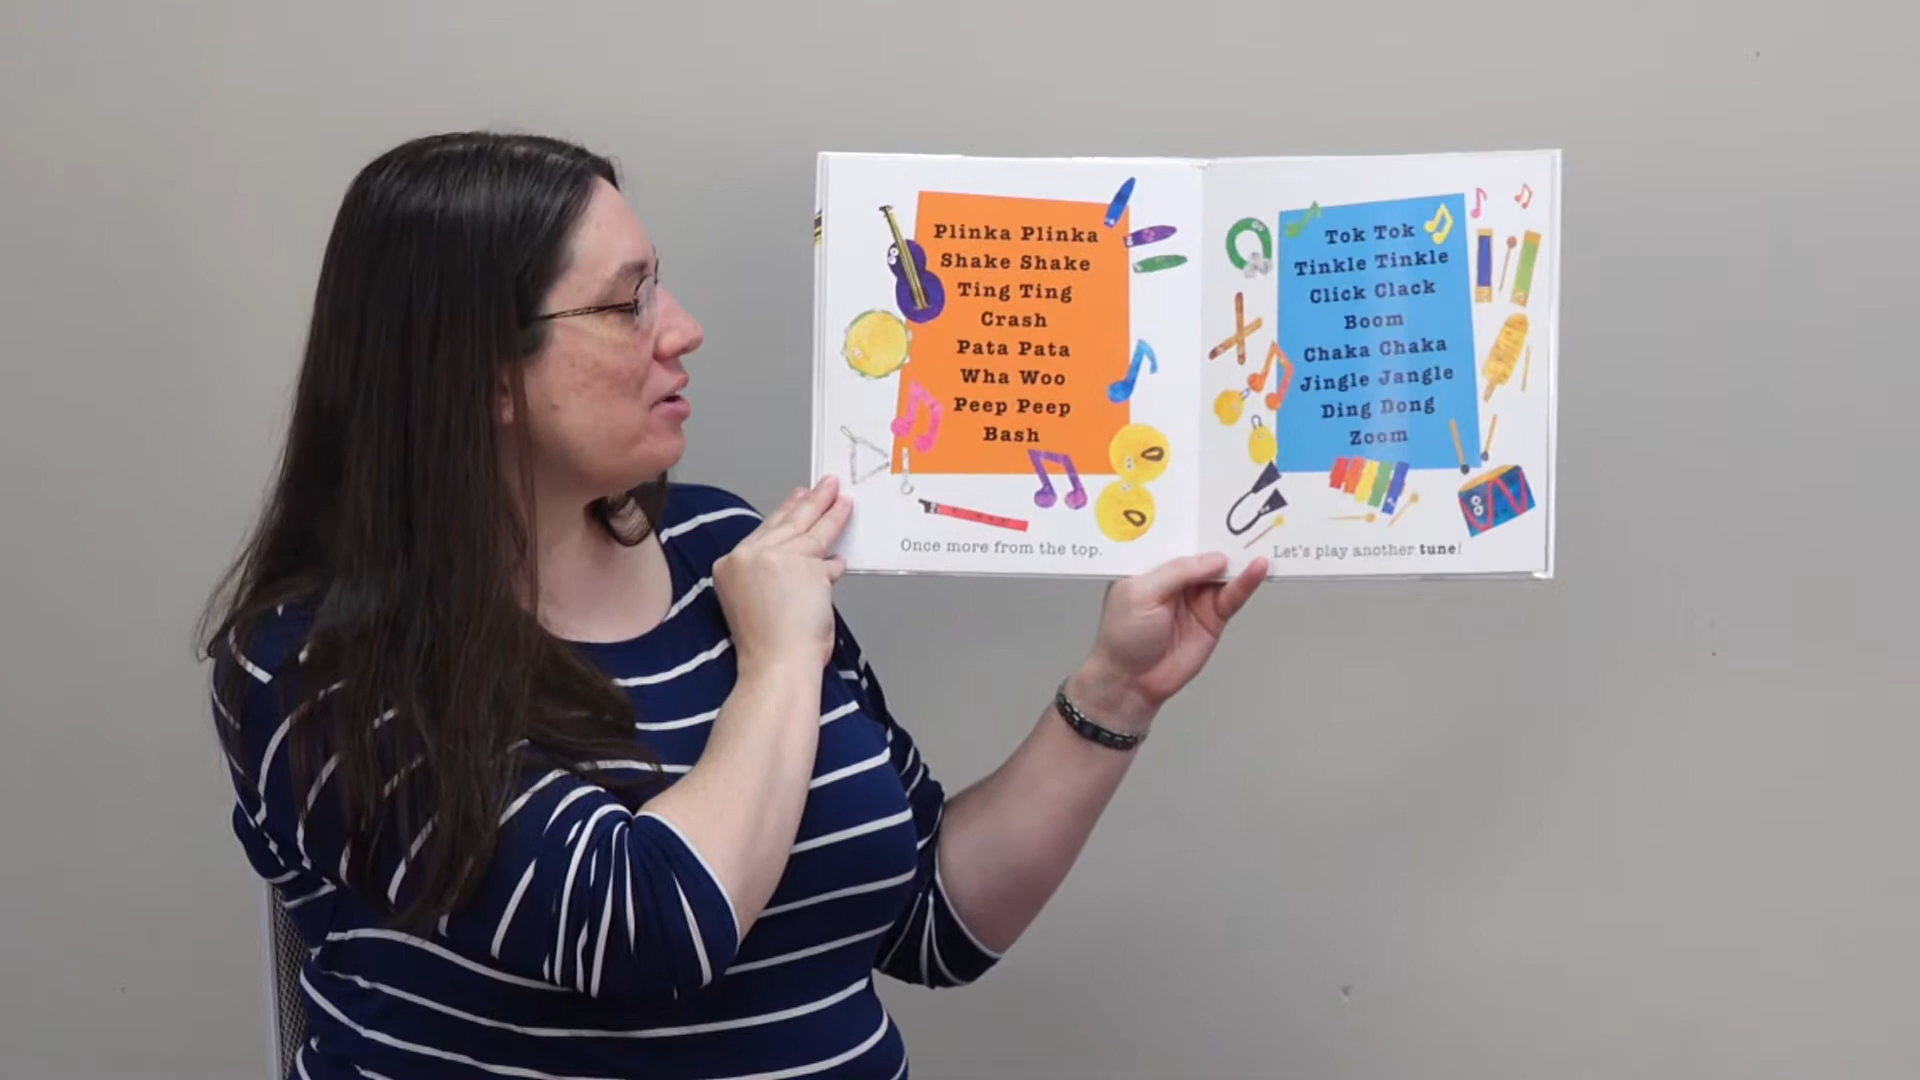 Plinka Plinka
Shake Shake
Ting Ting
Crash
Pata Pata
Wha Woo
Peep Peep
Bash
Once more from the top.
Tok Tok
Tinkle Tinkle
Click Clack
Boom
Chaka Chaka
Jingle Jangle
Ding Dong
Zoom
Let's play another tune!